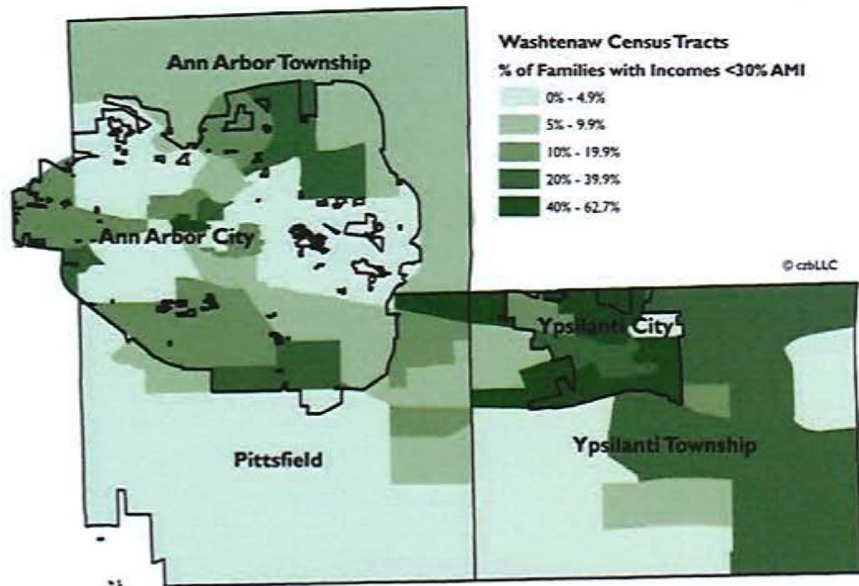 Washtenaw Census Tracts
% of Families with Incomes <30% AMI
0% - 4.9%
5% - 9.9%
10% - 19.9%
20% - 39.9%
40% - 62.7%
© czbLLC
Ann Arbor Township
Ann Arbor City
Ypsilanti City
Pittsfield
Ypsilanti Township